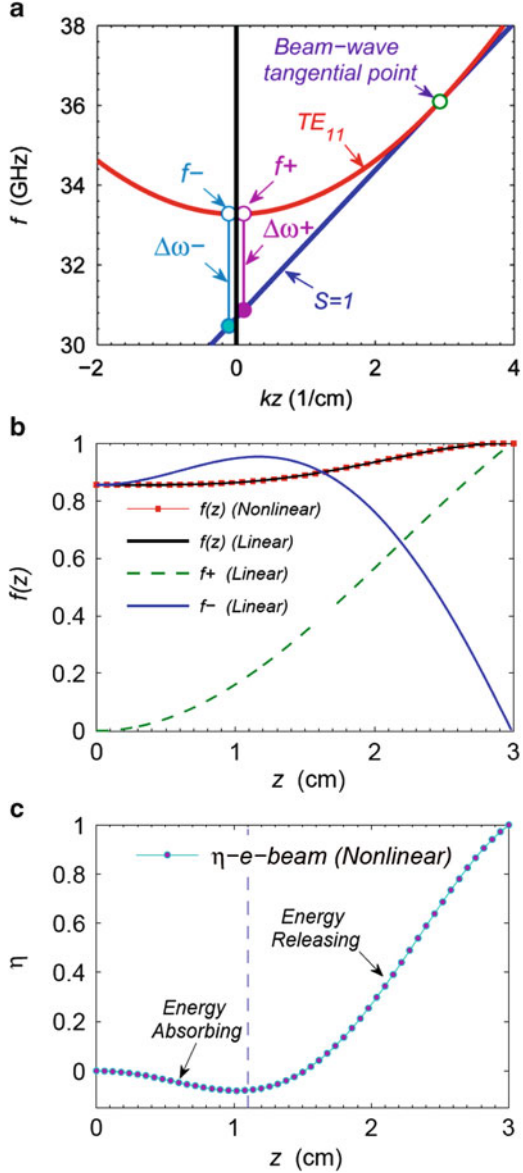 a
38
36
34
32
30
f (GHz)
Beam−wave
tangential point
TE11
f−
f+
Δω−
Δω+
S=1
−2
0
2
4
kz (1/cm)
b
1
0.8
0.6
0.4
0.2
0
f(z)
f(z) (Nonlinear)
f(z) (Linear)
f+ (Linear)
f− (Linear)
0
1
2
3
z (cm)
c
1
0.8
0.6
0.4
0.2
0
η
η−e−beam (Nonlinear)
Energy
Releasing
Energy
Absorbing
0
1
2
3
z (cm)